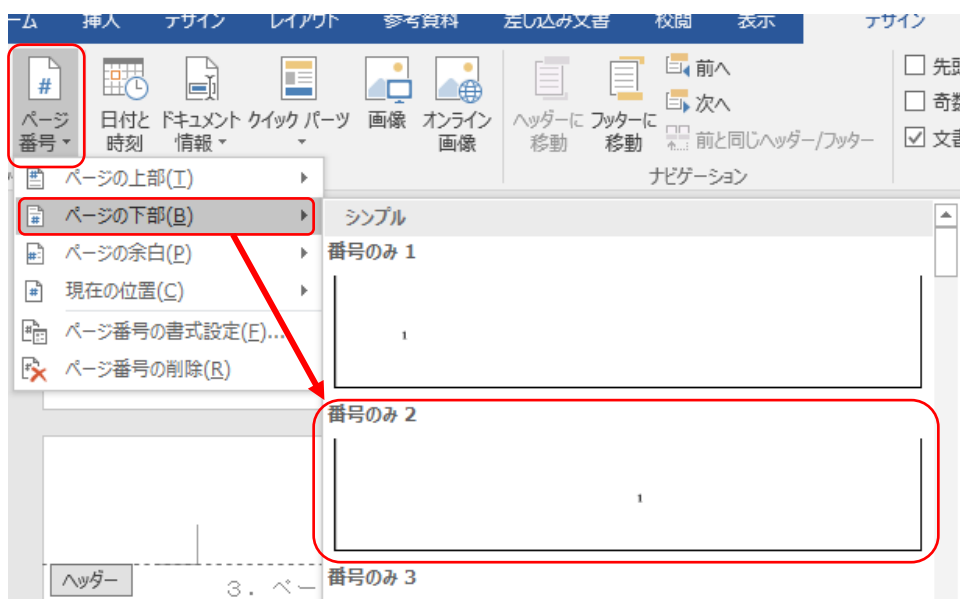 ーム 挿入 デザイン レイアウト 参考資料 差し込み文書 校閲 表示 デザイン
#
ページ
番号
日付と
時刻
ドキュメント
情報
クイック パーツ
画像
オンライン
画像
ヘッダーに
移動
フッターに
移動
前へ
次へ
前と同じヘッダー/フッター
ナビゲーション
先頭
奇数
文書
ページの上部(T)
ページの下部(B)
ページの余白(P)
現在の位置(C)
ページ番号の書式設定(F)...
ページ番号の削除(R)
シンプル
番号のみ 1
1
番号のみ 2
1
番号のみ 3
ヘッダー
3. ペー